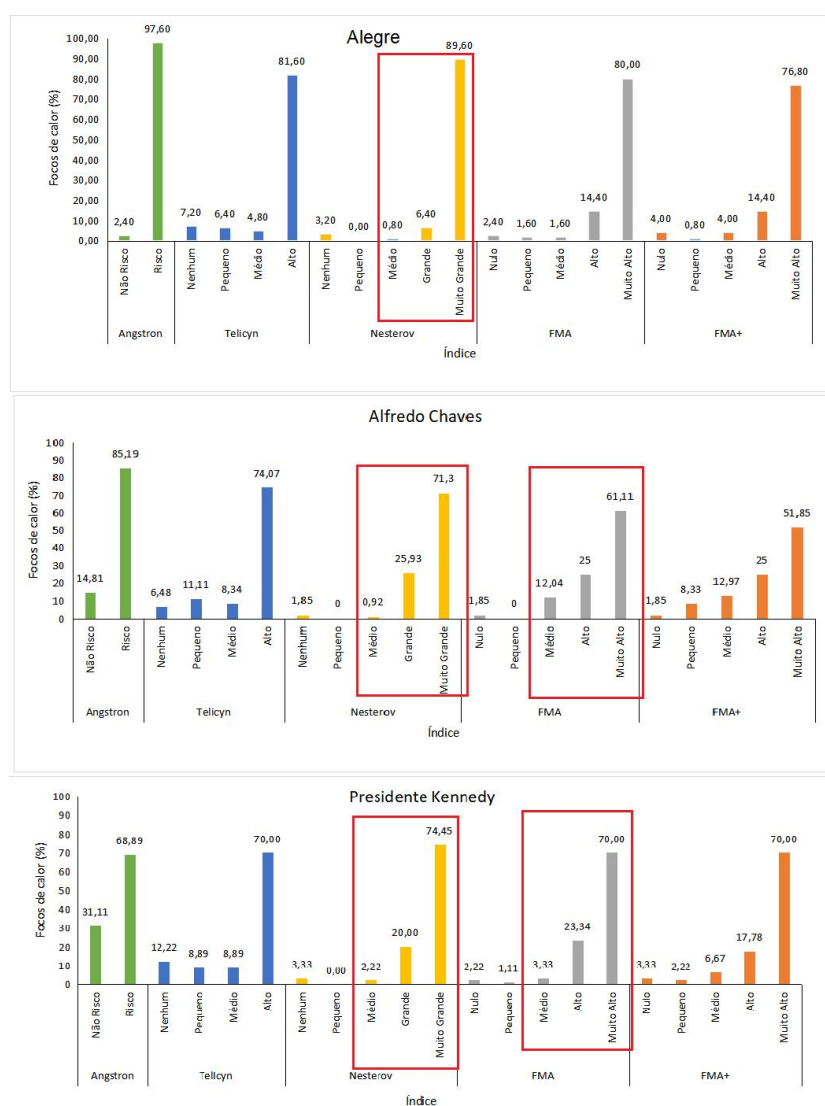 Alegre
Focos de calor (%)
100,00
90,00
80,00
70,00
60,00
50,00
40,00
30,00
20,00
10,00
0,00
2,40 97,60 7,20 6,40 4,80 81,60 3,20 0,00 0,80 6,40 89,60 2,40 1,60 1,60 14,40 80,00 4,00 0,80 4,00 14,40 76,80
Não Risco Risco Nenhum Pequeno Médio Alto Nenhum Pequeno Médio Grande Muito Grande Nulo Pequeno Médio Alto Muito Alto Nulo Pequeno Médio Alto Muito Alto
Angstron Telicyn Nesterov FMA FMA+
Índice
Alfredo Chaves
Focos de calor (%)
100
90
80
70
60
50
40
30
20
10
0
14,81 85,19 6,48 11,11 8,34 74,07 1,85 0 0,92 25,93 71,3 1,85 0 12,04 25 61,11 1,85 8,33 12,97 25 51,85
Não Risco Risco Nenhum Pequeno Médio Alto Nenhum Pequeno Médio Grande Muito Grande Nulo Pequeno Médio Alto Muito Alto Nulo Pequeno Médio Alto Muito Alto
Angstron Telicyn Nesterov FMA FMA+
Índice
Presidente Kennedy
Focos de calor (%)
100
90
80
70
60
50
40
30
20
10
0
31,11 68,89 12,22 8,89 8,89 70,00 3,33 0,00 2,22 20,00 74,45 2,22 1,11 3,33 23,34 70,00 3,33 2,22 6,67 17,78 70,00
Não Risco Risco Nenhum Pequeno Médio Alto Nenhum Pequeno Médio Grande Muito Grande Nulo Pequeno Médio Alto Muito Alto Nulo Pequeno Médio Alto Muito Alto
Angstron Telicyn Nesterov FMA FMA+
Índice